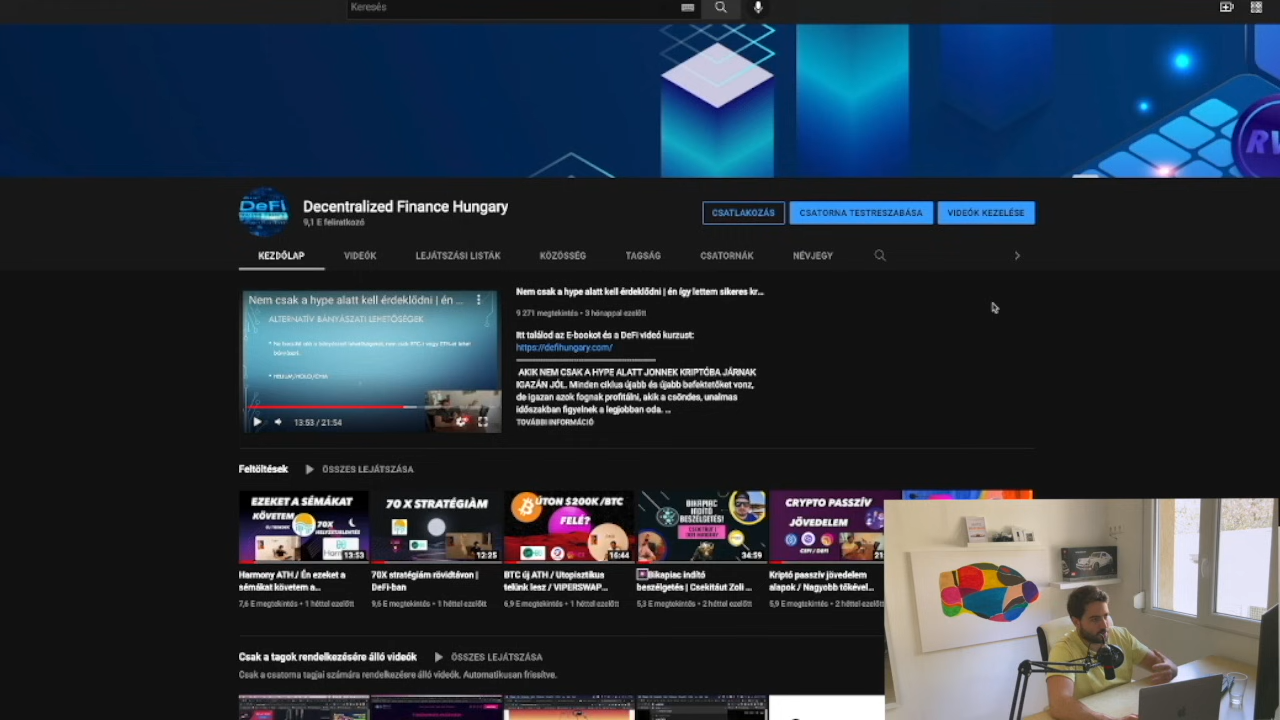 Keresés
RV
DeFi
Decentralized Finance Hungary
9,1 E feliratkozó
CSATLAKOZÁS
CSATORNA TESTRESZABÁSA
VIDEÓK KEZELÉSE
KEZDŐLAP
VIDEÓK
LEJÁTSZÁSI LISTÁK
KÖZÖSSÉG
TAGSÁG
CSATORNÁK
NÉVJEGY
Nem csak a hype alatt kell érdeklődni | én ...
ALTERNATÍV BÁNYÁSZATI LEHETŐSÉGEK
13:53 / 21:54
Nem csak a hype alatt kell érdeklődni | én így lettem sikeres kr...
9 271 megtekintés • 3 hónappal ezelőtt
Itt találod az E-bookot és a DeFi videó kurzust:
https://defihungary.com/
AKIK NEM CSAK A HYPE ALATT JÖNNEK KRIPTÓBA JÁRNAK
IGAZÁN JÓL. Minden ciklus újabb és újabb befektetőket vonz,
de igazan azok fognak profitálni, akik a csöndes, unalmas
időszakban figyelnek a legjobban oda. ...
TOVÁBBI INFORMÁCIÓ
Feltöltések
ÖSSZES LEJÁTSZÁSA
EZEKET A SÉMÁKAT
KÖVETEM
70X
13:53
Harmony ATH / Én ezeket a
sémákat követem a...
7,6 E megtekintés • 1 héttel ezelőtt
70 X STRATÉGIÁM
12:25
70X stratégiám rövidtávon |
DeFi-ban
9,5 E megtekintés • 1 héttel ezelőtt
ÚTON $200K /BTC
FELÉ?
16:44
BTC új ATH / Utopisztikus
telünk lesz / VIPERSWAP...
6,9 E megtekintés • 1 héttel ezelőtt
BIKAPIAC
INDÍTÓ
BESZÉLGETÉS!
34:59
Bikapiac indító
beszélgetés | Csekitáut Zoli ...
5,3 E megtekintés • 2 héttel ezelőtt
CRYPTO PASSZÍV
JÖVEDELEM
CEFI / DEFI
Kriptó passzív jövedelem
alapok / Nagyobb tőkével...
5,9 E megtekintés • 2 héttel
Csak a tagok rendelkezésére álló videók
ÖSSZES LEJÁTSZÁSA
Csak a csatorna tagjai számára rendelkezésre álló videók. Automatikusan frissítve.